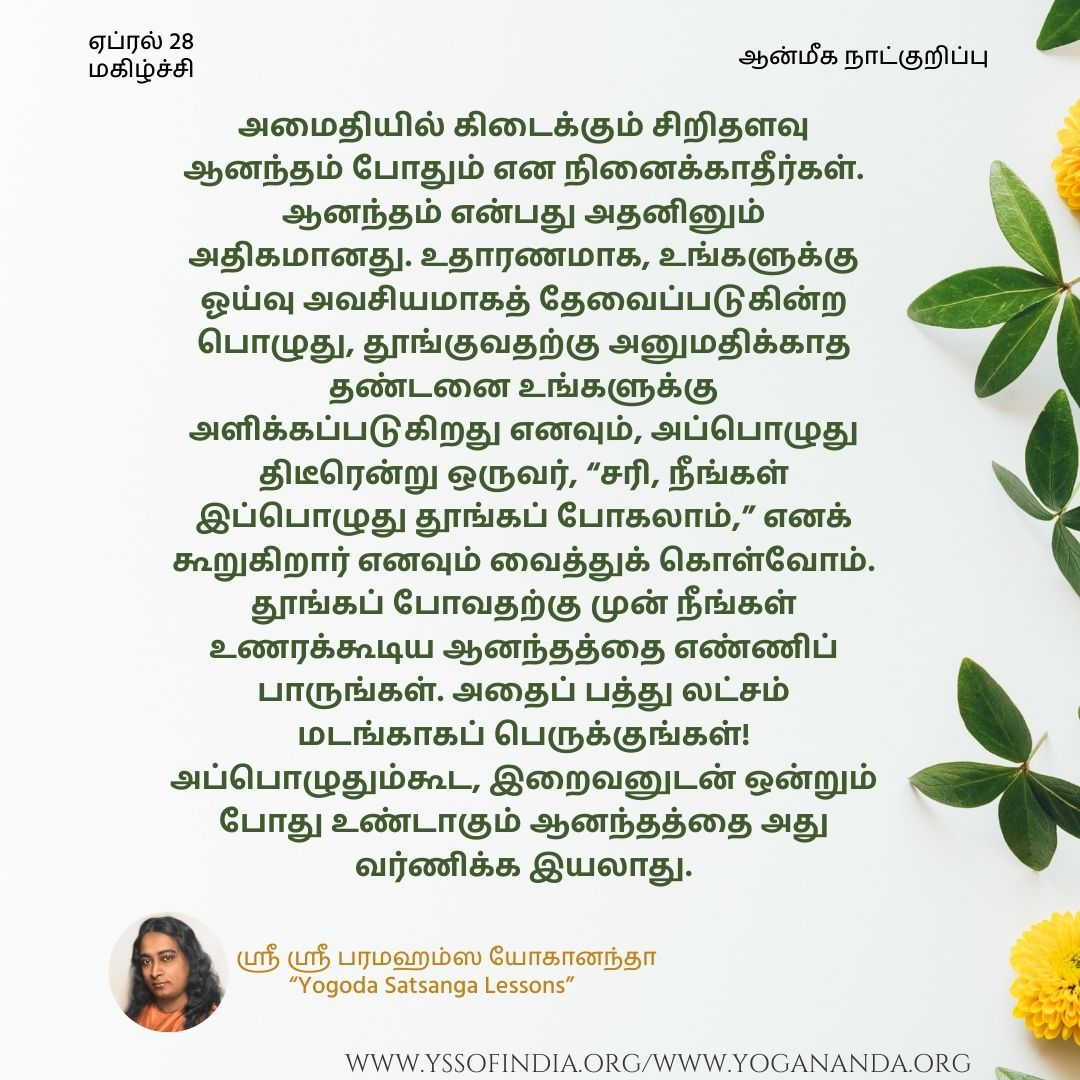 ஏப்ரல் 28
மகிழ்ச்சி
ஆன்மீக நாட்குறிப்பு
அமைதியில் கிடைக்கும் சிறிதளவு
ஆனந்தம் போதும் என நினைக்காதீர்கள்.
ஆனந்தம் என்பது அதனினும்
அதிகமானது. உதாரணமாக, உங்களுக்கு
ஓய்வு அவசியமாகத் தேவைப்படுகின்ற
பொழுது, தூங்குவதற்கு அனுமதிக்காத
தண்டனை உங்களுக்கு
அளிக்கப்படுகிறது எனவும், அப்பொழுது
திடீரென்று ஒருவர், “சரி, நீங்கள்
இப்பொழுது தூங்கப் போகலாம்,” எனக்
கூறுகிறார் எனவும் வைத்துக் கொள்வோம்.
தூங்கப் போவதற்கு முன் நீங்கள்
உணரக்கூடிய ஆனந்தத்தை எண்ணிப்
பாருங்கள். அதைப் பத்து லட்சம்
மடங்காகப் பெருக்குங்கள்!
அப்பொழுதும்கூட, இறைவனுடன் ஒன்றும்
போது உண்டாகும் ஆனந்தத்தை அது
வர்ணிக்க இயலாது.
ஸ்ரீ ஸ்ரீ பரமஹம்ஸ யோகானந்தா
“Yogoda Satsanga Lessons”
WWW.YSSOFINDIA.ORG/WWW.YOGANANDA.ORG